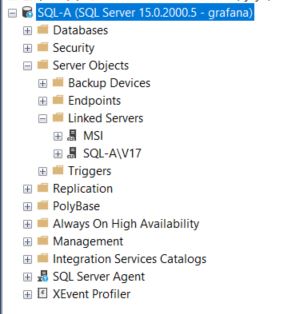 SQL-A (SQL Server 15.0.2000.5 - grafana)
Databases
Security
Server Objects
Backup Devices
Endpoints
Linked Servers
MSI
SQL-A\V17
Triggers
Replication
PolyBase
Always On High Availability
Management
Integration Services Catalogs
SQL Server Agent
XEvent Profiler